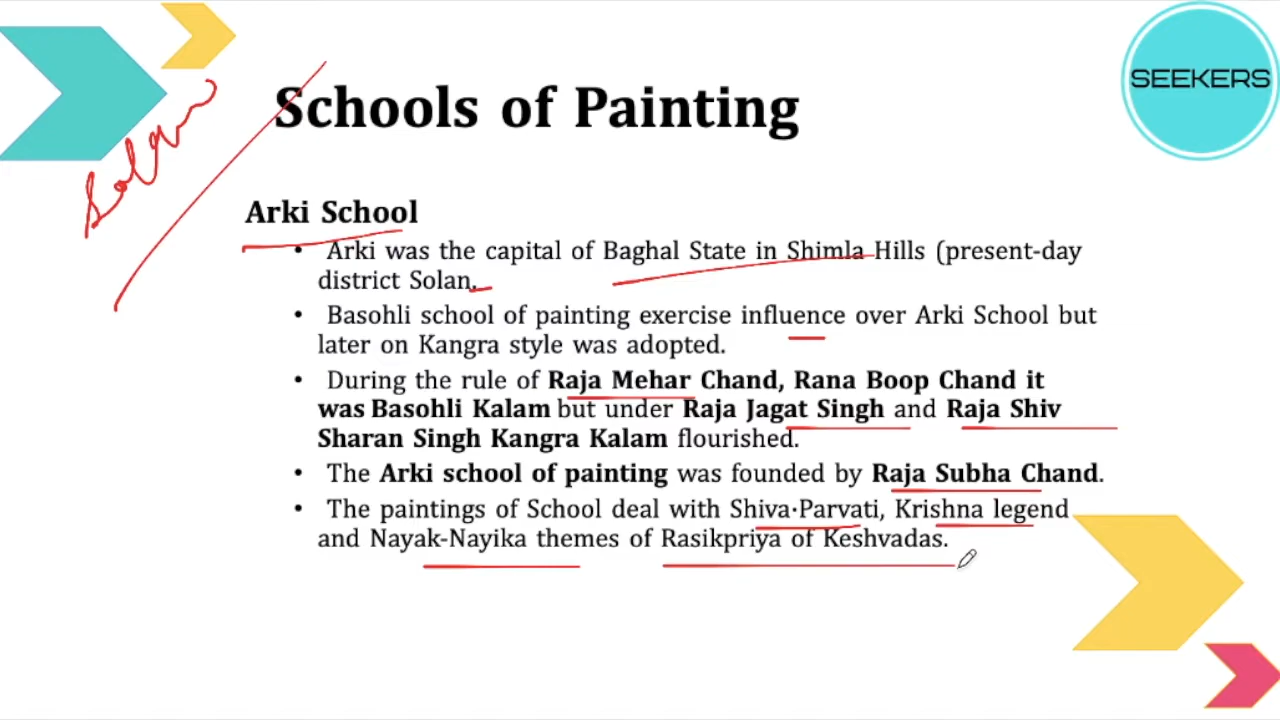 SEEKERS
Schools of Painting
Solan
Arki School
• Arki was the capital of Baghal State in Shimla Hills (present-day
district Solan.
• Basohli school of painting exercise influence over Arki School but
later on Kangra style was adopted.
• During the rule of Raja Mehar Chand, Rana Boop Chand it
was Basohli Kalam but under Raja Jagat Singh and Raja Shiv
Sharan Singh Kangra Kalam flourished.
• The Arki school of painting was founded by Raja Subha Chand.
• The paintings of School deal with Shiva·Parvati, Krishna legend
and Nayak-Nayika themes of Rasikpriya of Keshvadas.